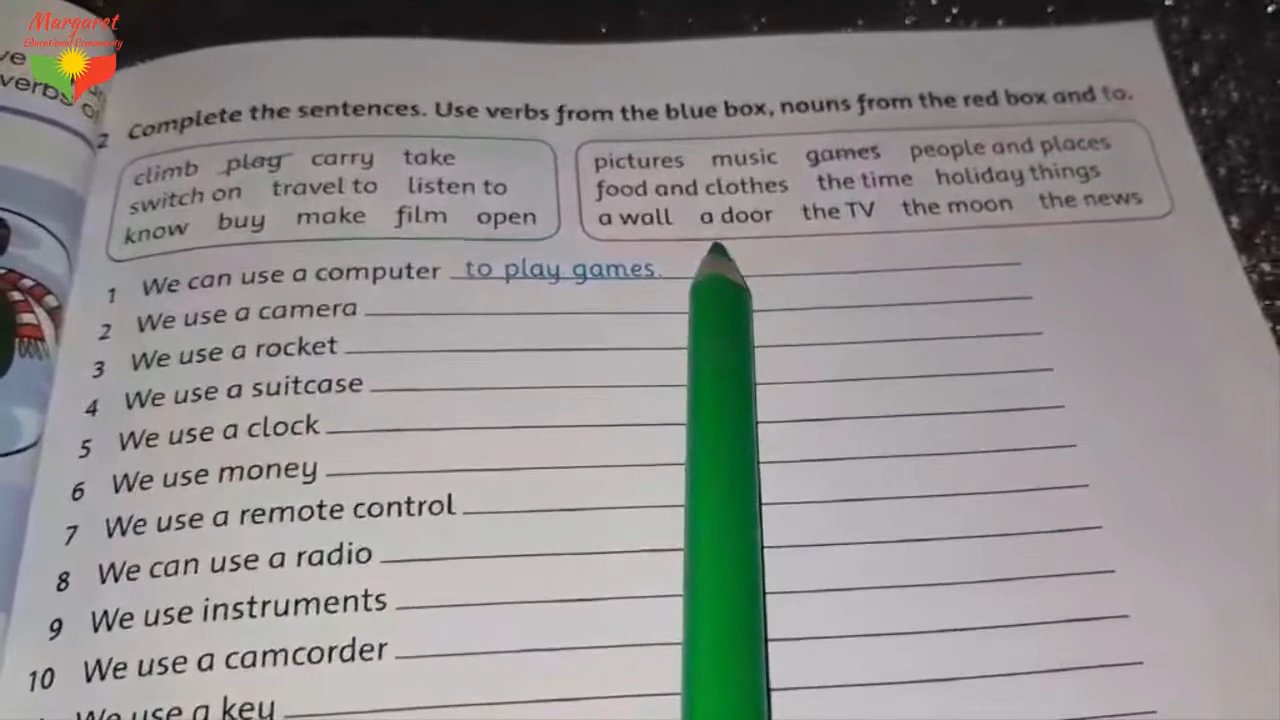 Margaret
Educational Community
ve
verbs
2 Complete the sentences. Use verbs from the blue box, nouns from the red box and to.
climb play carry take
switch on travel to listen to
know buy make film open
pictures music games people and places
food and clothes the time holiday things
a wall a door the TV the moon the news
1 We can use a computer to play games.
2 We use a camera
3 We use a rocket
4 We use a suitcase
5 We use a clock
6 We use money
7 We use a remote control
8 We can use a radio
9 We use instruments
10 We use a camcorder
We use a key